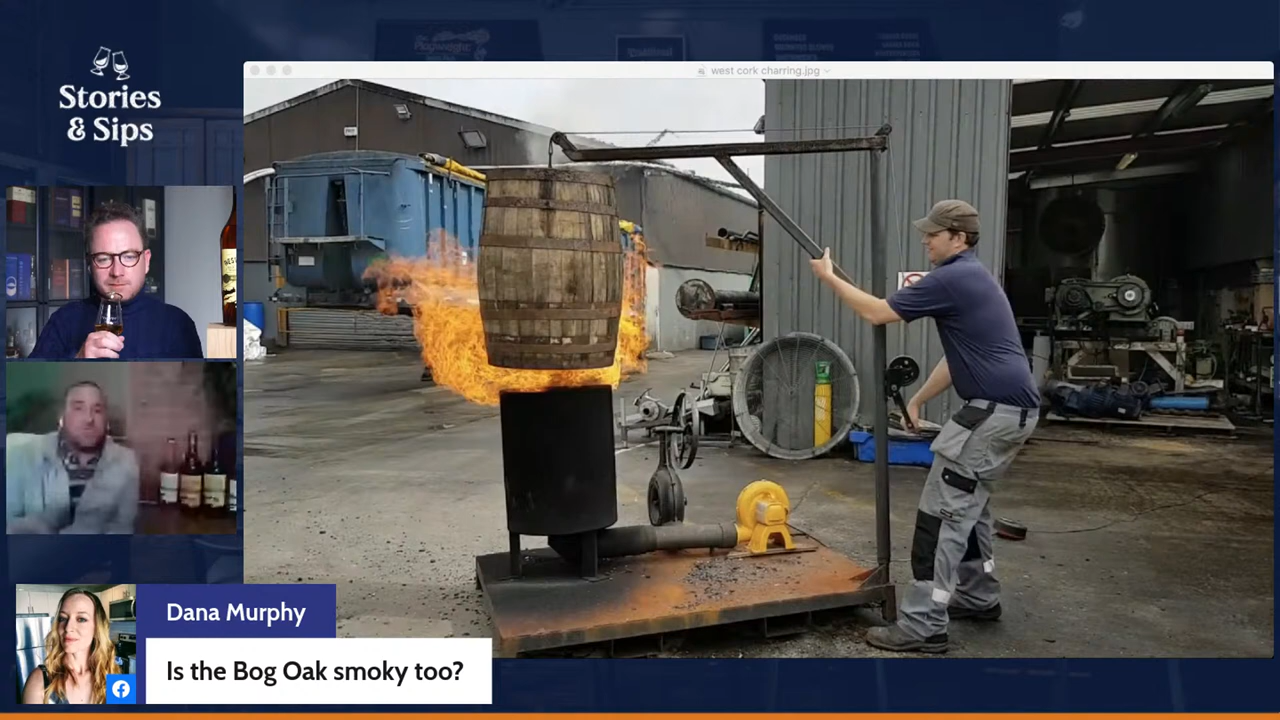 Stories
& Sips
west cork charring.jpg
Dana Murphy
Is the Bog Oak smoky too?